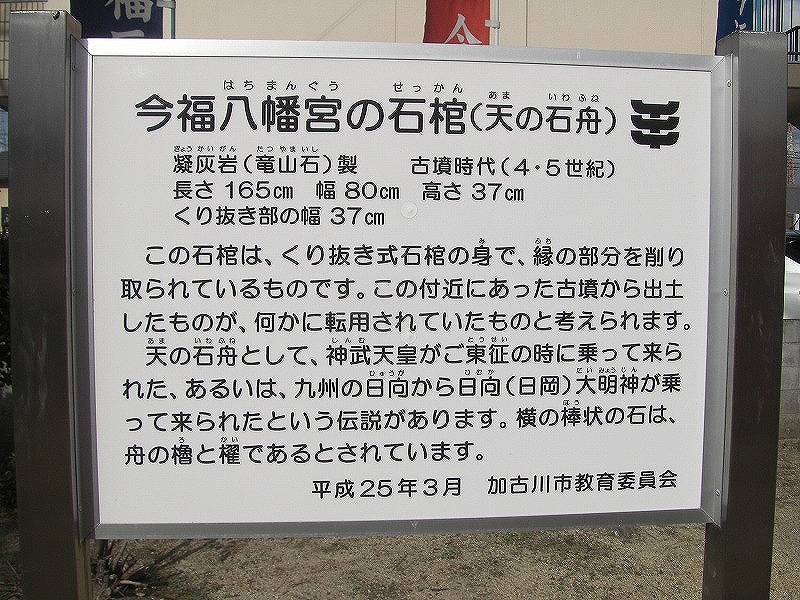 今福八幡宮の石棺(天の石舟)
凝灰岩(竜山石)製　古墳時代(4・5世紀)
長さ 165㎝　幅 80㎝　高さ 37㎝
くり抜き部の幅 37㎝
この石棺は、くり抜き式石棺の身で、縁の部分を削り
取られているものです。この付近にあった古墳から出土
したものが、何かに転用されていたものと考えられます。
天の石舟として、神武天皇がご東征の時に乗って来ら
れた、あるいは、九州の日向から日向(日岡)大明神が乗
って来られたという伝説があります。横の棒状の石は、
舟の櫓と櫂であるとされています。
平成25年3月　加古川市教育委員会